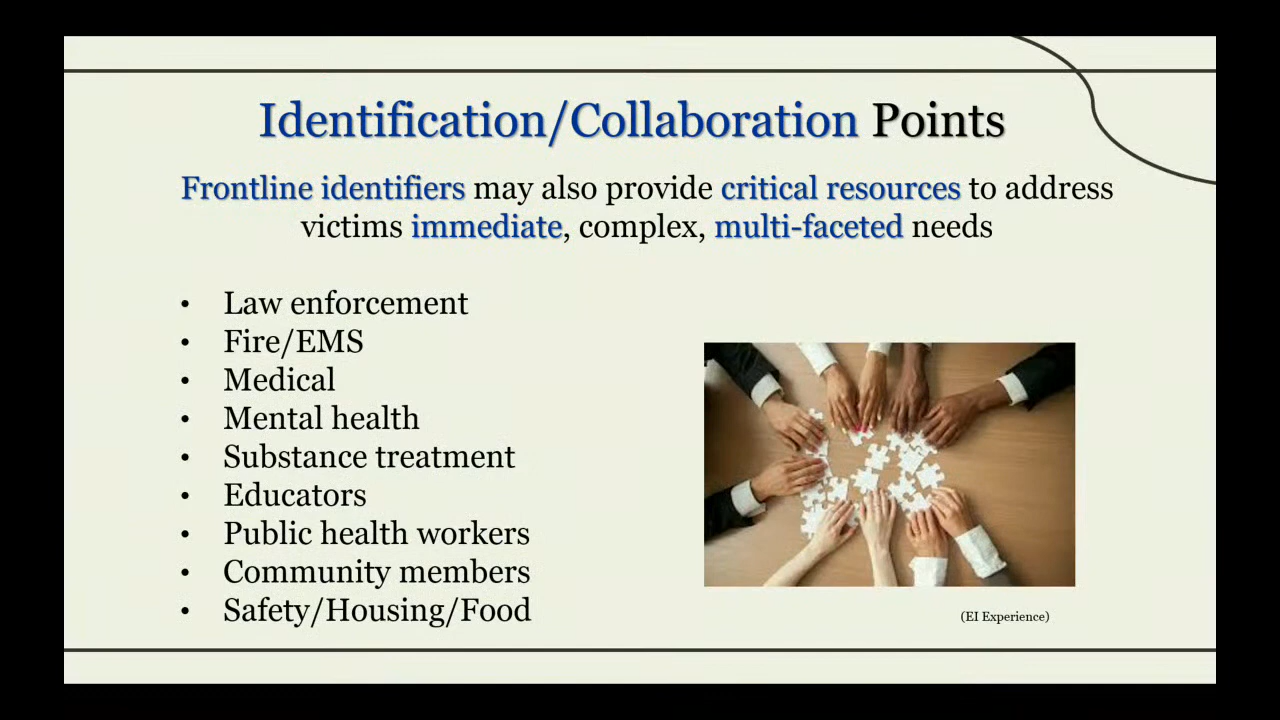 Identification/Collaboration Points
Frontline identifiers may also provide critical resources to address
victims immediate, complex, multi-faceted needs
• Law enforcement
• Fire/EMS
• Medical
• Mental health
• Substance treatment
• Educators
• Public health workers
• Community members
• Safety/Housing/Food
(EI Experience)